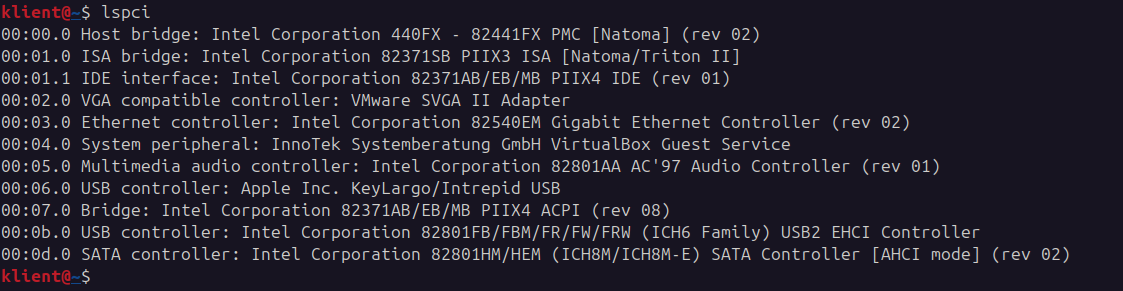 klient@~$ lspci
00:00.0 Host bridge: Intel Corporation 440FX - 82441FX PMC [Natoma] (rev 02)
00:01.0 ISA bridge: Intel Corporation 82371SB PIIX3 ISA [Natoma/Triton II]
00:01.1 IDE interface: Intel Corporation 82371AB/EB/MB PIIX4 IDE (rev 01)
00:02.0 VGA compatible controller: VMware SVGA II Adapter
00:03.0 Ethernet controller: Intel Corporation 82540EM Gigabit Ethernet Controller (rev 02)
00:04.0 System peripheral: InnoTek Systemberatung GmbH VirtualBox Guest Service
00:05.0 Multimedia audio controller: Intel Corporation 82801AA AC'97 Audio Controller (rev 01)
00:06.0 USB controller: Apple Inc. KeyLargo/Intrepid USB
00:07.0 Bridge: Intel Corporation 82371AB/EB/MB PIIX4 ACPI (rev 08)
00:0b.0 USB controller: Intel Corporation 82801FB/FBM/FR/FW/FRW (ICH6 Family) USB2 EHCI Controller
00:0d.0 SATA controller: Intel Corporation 82801HM/HEM (ICH8M/ICH8M-E) SATA Controller [AHCI mode] (rev 02)
klient@~$